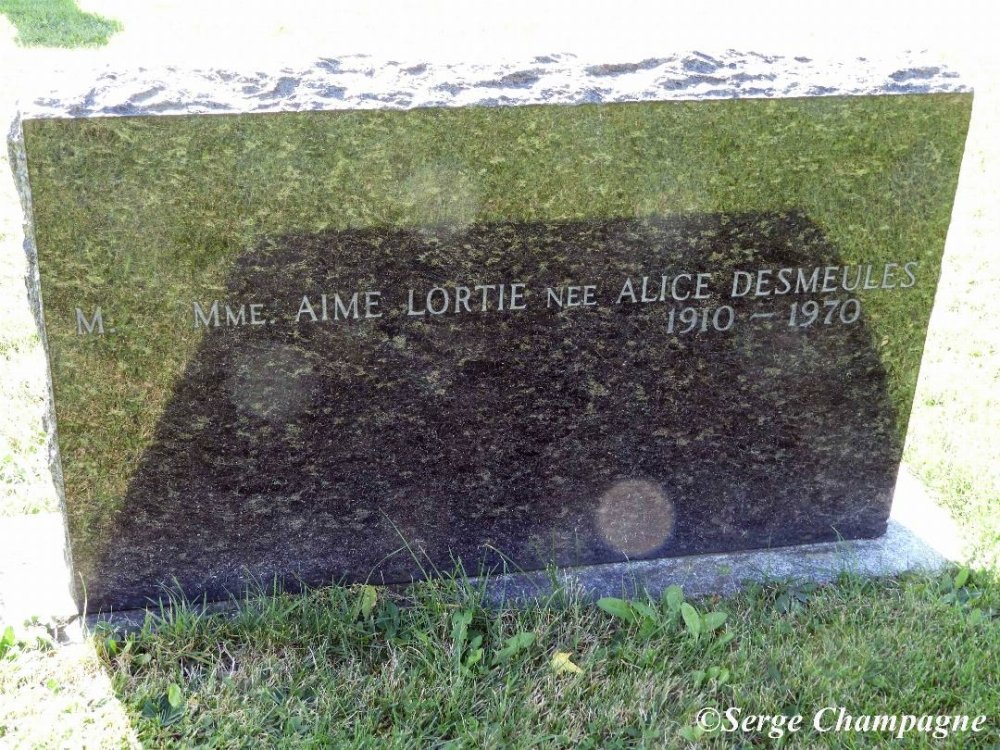 M. MME. AIME LORTIE NEE ALICE DESMEULES
1910 - 1970
©Serge Champagne